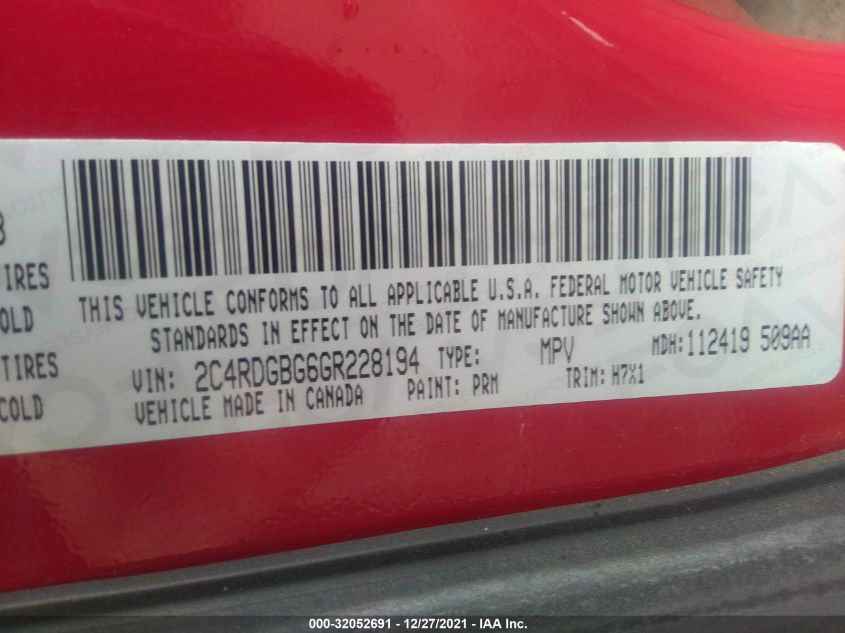 3
TIRES
COLD
TIRES
COLD
THIS VEHICLE CONFORMS TO ALL APPLICABLE U.S.A. FEDERAL MOTOR VEHICLE SAFETY
STANDARDS IN EFFECT ON THE DATE OF MANUFACTURE SHOWN ABOVE.
VIN: 2C4RDGBG6GR228194 TYPE: MPV MDH:112419 509AA
VEHICLE MADE IN CANADA PAINT: PRM TRIM: H7X1
000-32052691 - 12/27/2021 - IAA Inc.